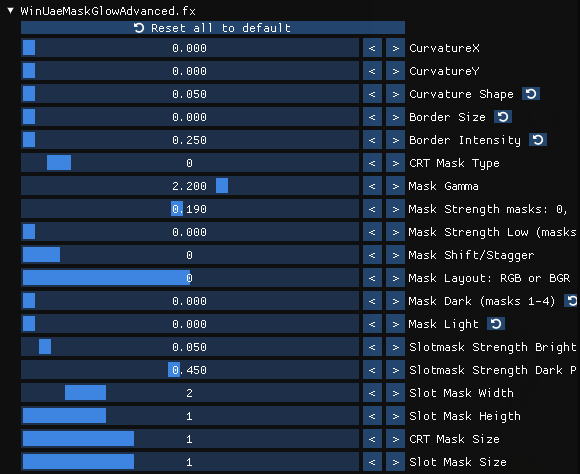 WinUaeMaskGlowAdvanced.fx
Reset all to default
0.000 < > CurvatureX
0.000 < > CurvatureY
0.050 < > Curvature Shape
0.000 < > Border Size
0.250 < > Border Intensity
0 < > CRT Mask Type
2.200 < > Mask Gamma
0.190 < > Mask Strength masks: 0,
0.000 < > Mask Strength Low (masks
0 < > Mask Shift/Stagger
0 < > Mask Layout: RGB or BGR
0.000 < > Mask Dark (masks 1-4)
0.000 < > Mask Light
0.050 < > Slotmask Strength Bright
0.450 < > Slotmask Strength Dark P
2 < > Slot Mask Width
1 < > Slot Mask Heigth
1 < > CRT Mask Size
1 < > Slot Mask Size